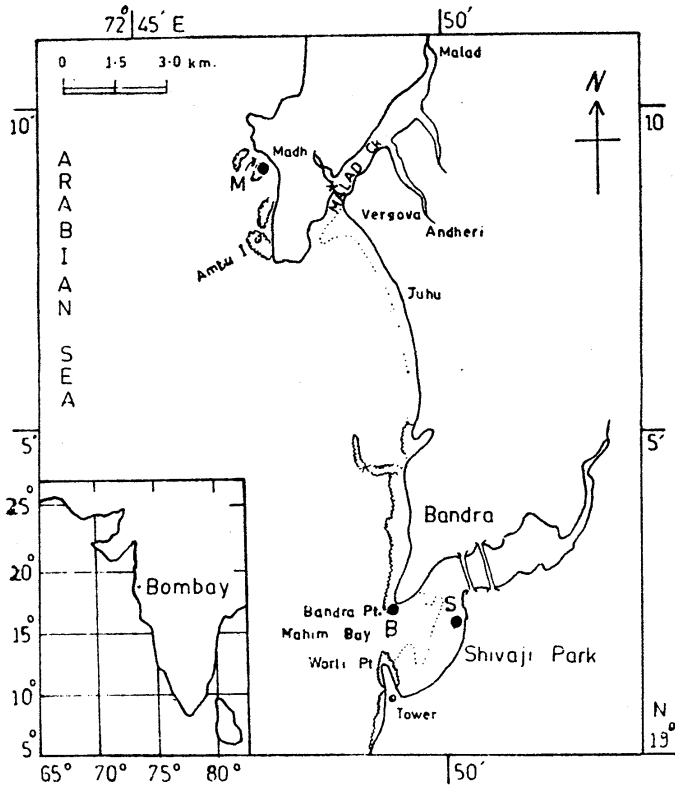 72° 45' E 50'
Malad
0 1·5 3·0 km.
N
10' 10
ARABIAN SEA
Madh
M
MALAD Ck
Vergova
Andheri
Amtu I
Juhu
5' 5'
25°
Bandra
20°
Bombay
Bandra Pt.
B
S
15°
Mahim Bay
Shivaji Park
Worli Pt
10°
Tower
N
19°
5°
65° 70° 75° 80°
50'